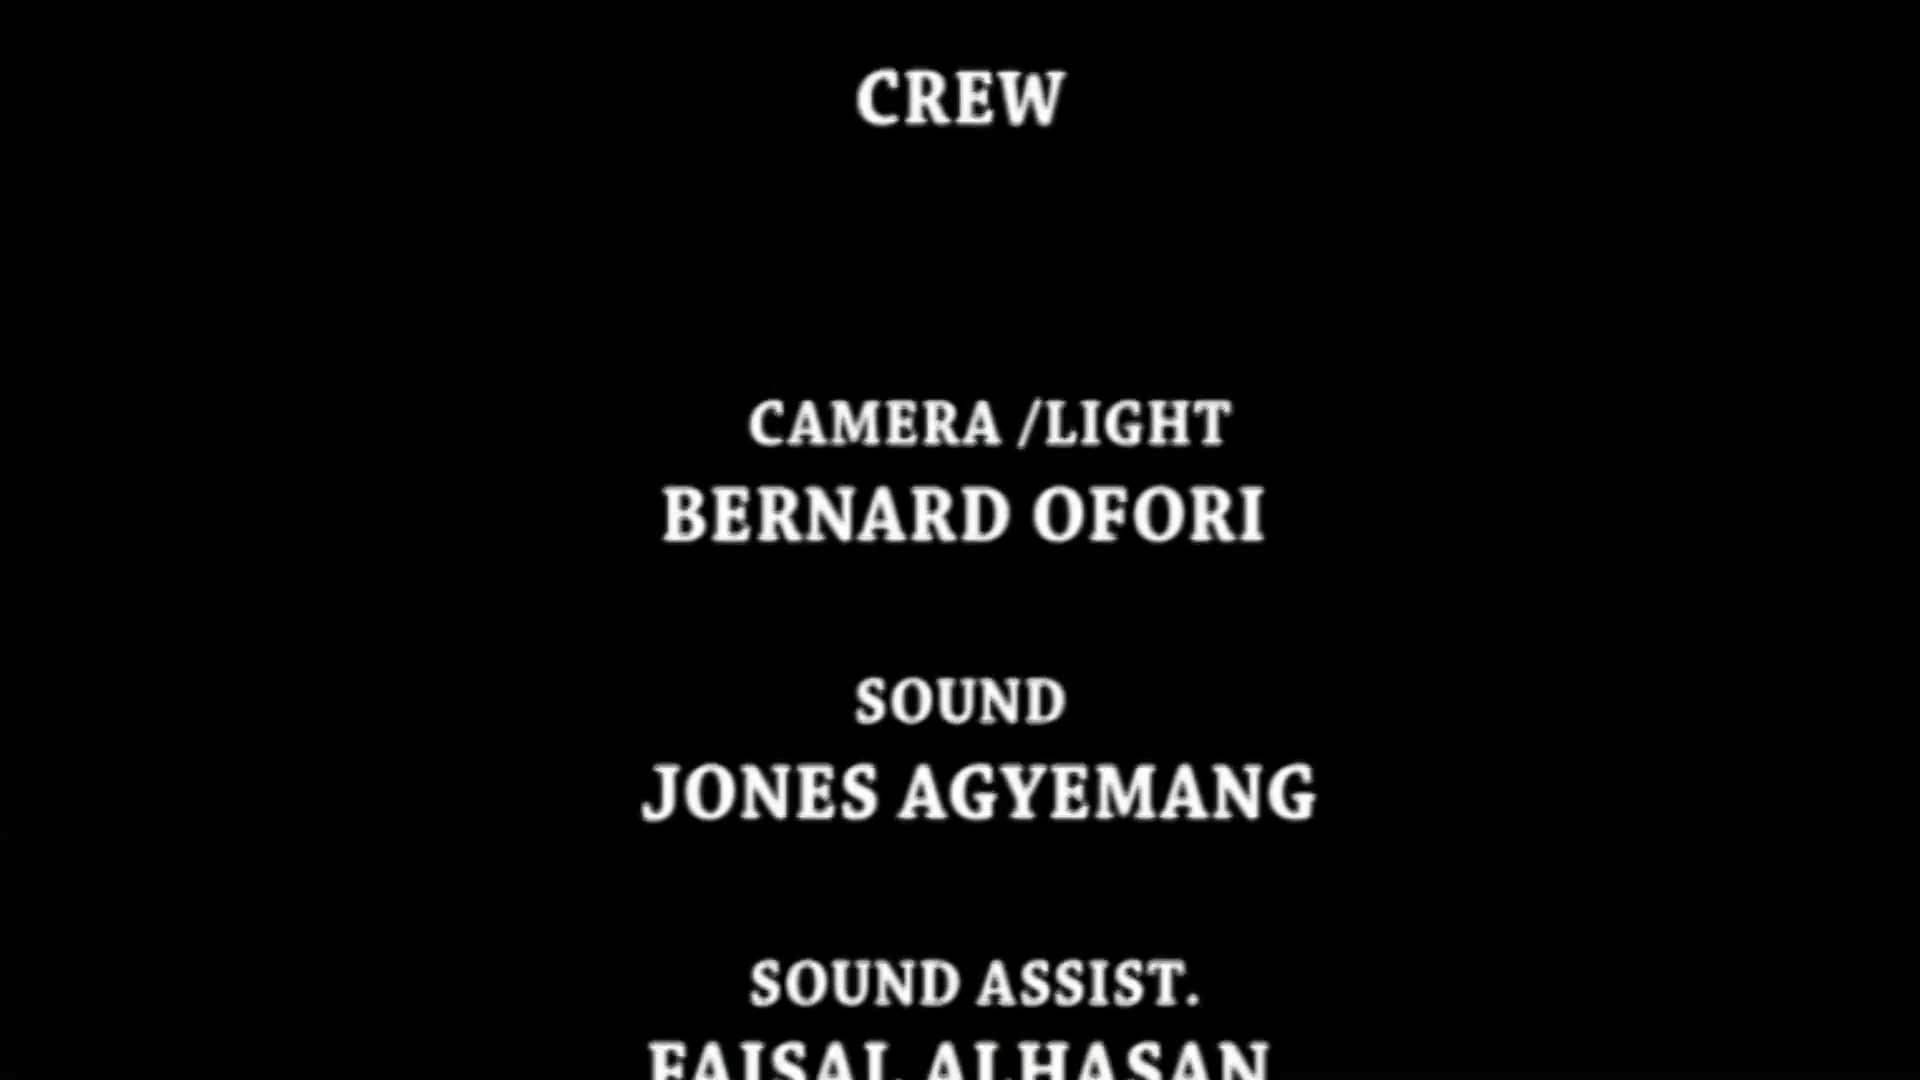 CREW
CAMERA /LIGHT
BERNARD OFORI
SOUND
JONES AGYEMANG
SOUND ASSIST.
FAISAL ALHASAN